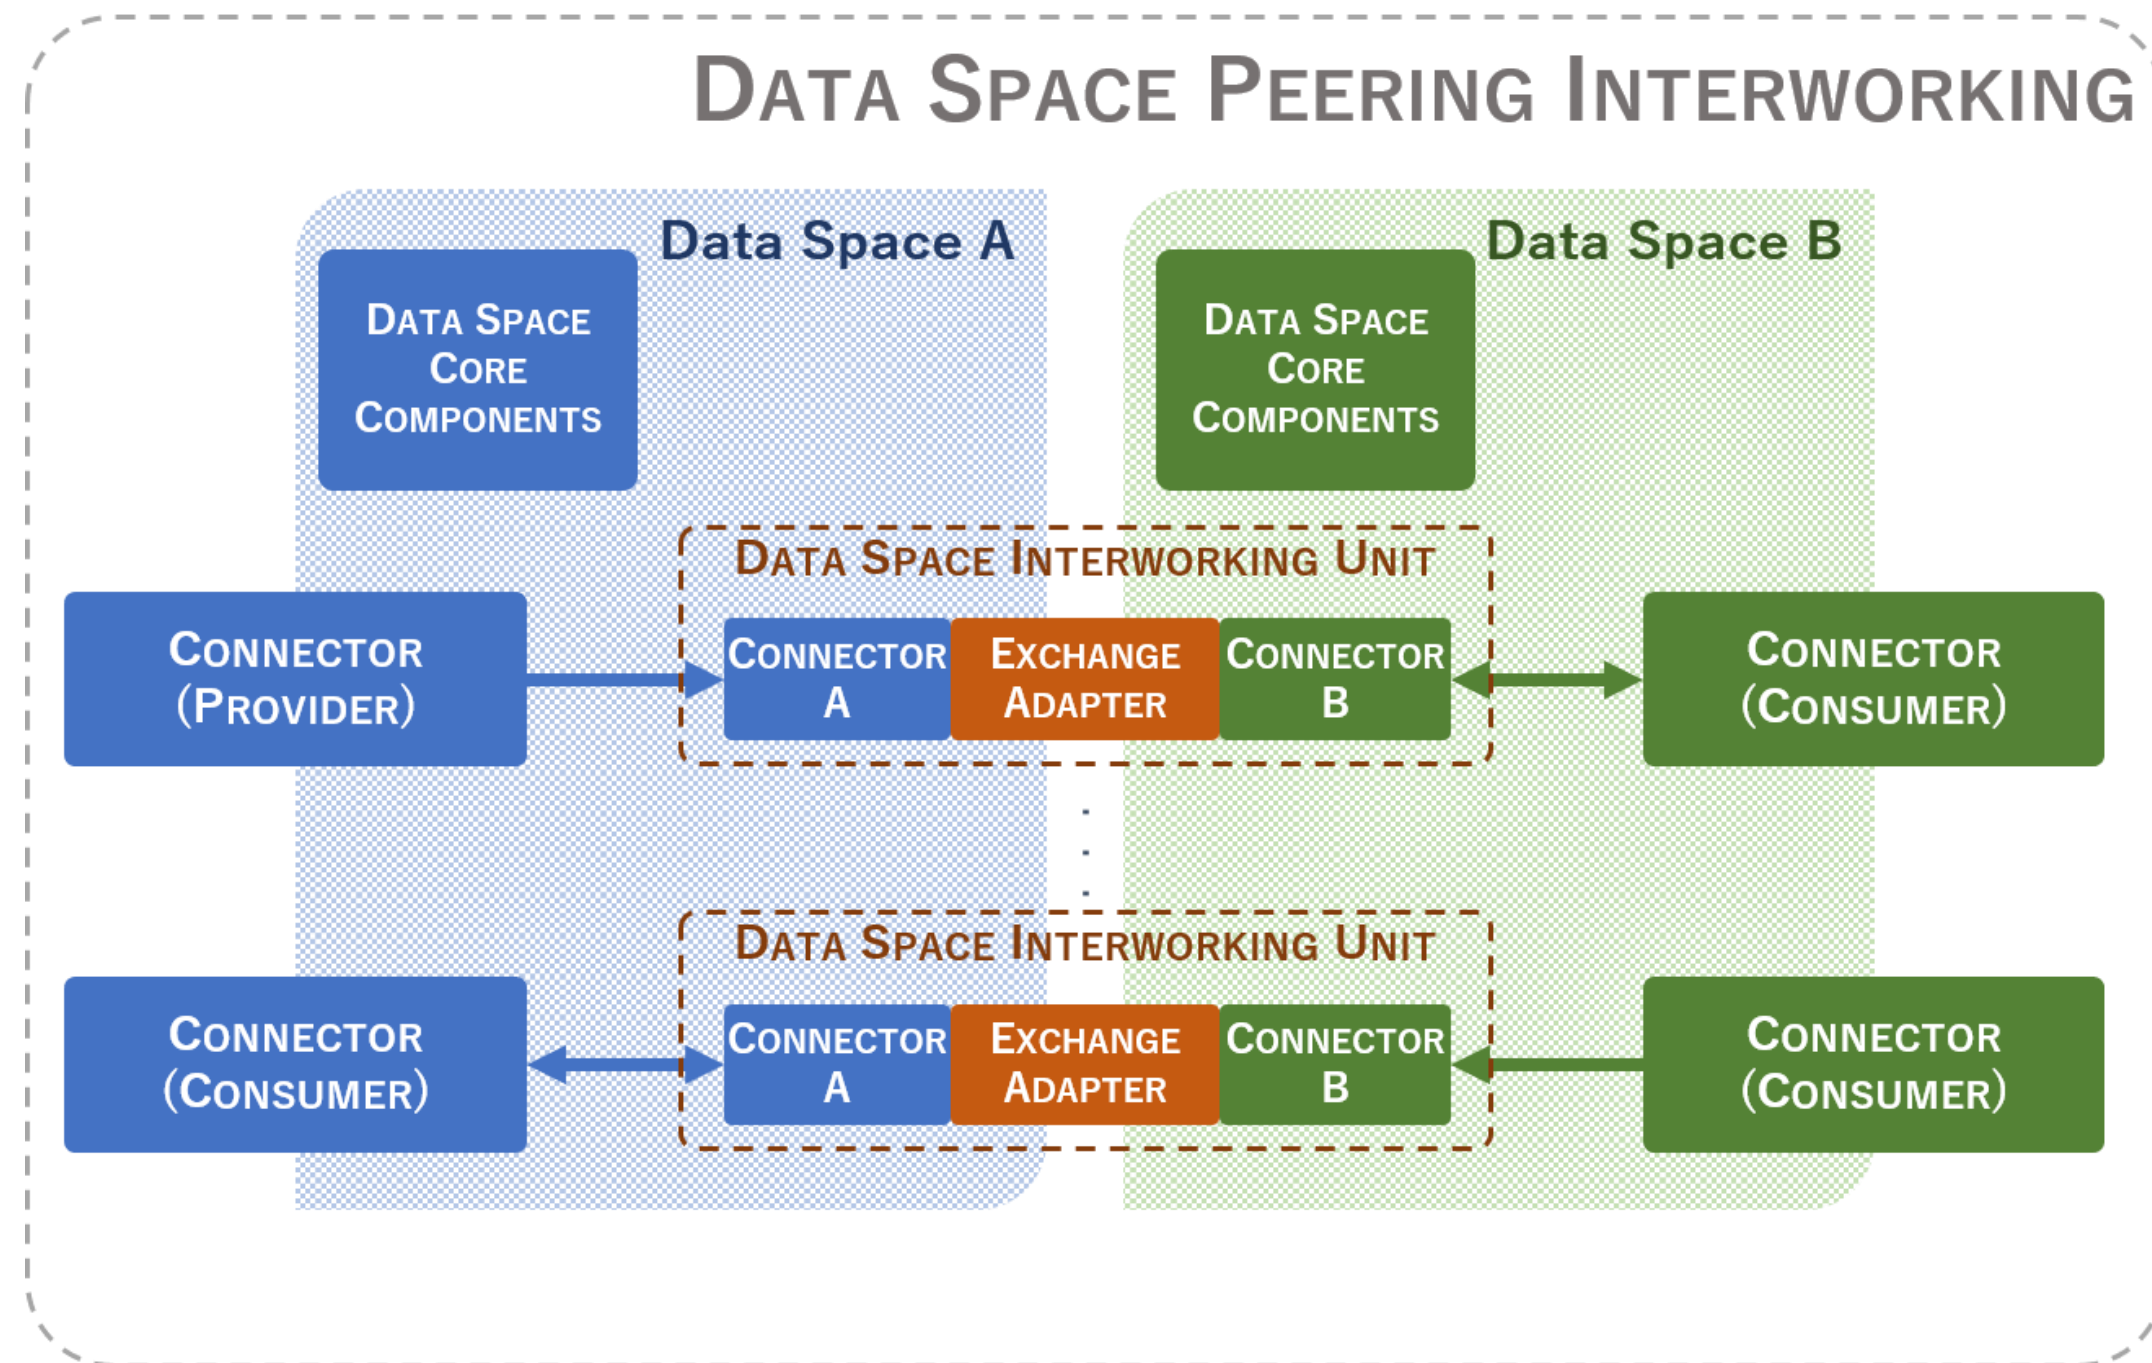 DATA SPACE PEERING INTERWORKING
Data Space A
DATA SPACE
CORE
COMPONENTS
Data Space B
DATA SPACE
CORE
COMPONENTS
DATA SPACE INTERWORKING UNIT
CONNECTOR
(PROVIDER)
CONNECTOR
A
EXCHANGE
ADAPTER
CONNECTOR
B
CONNECTOR
(CONSUMER)
DATA SPACE INTERWORKING UNIT
CONNECTOR
(CONSUMER)
CONNECTOR
A
EXCHANGE
ADAPTER
CONNECTOR
B
CONNECTOR
(CONSUMER)